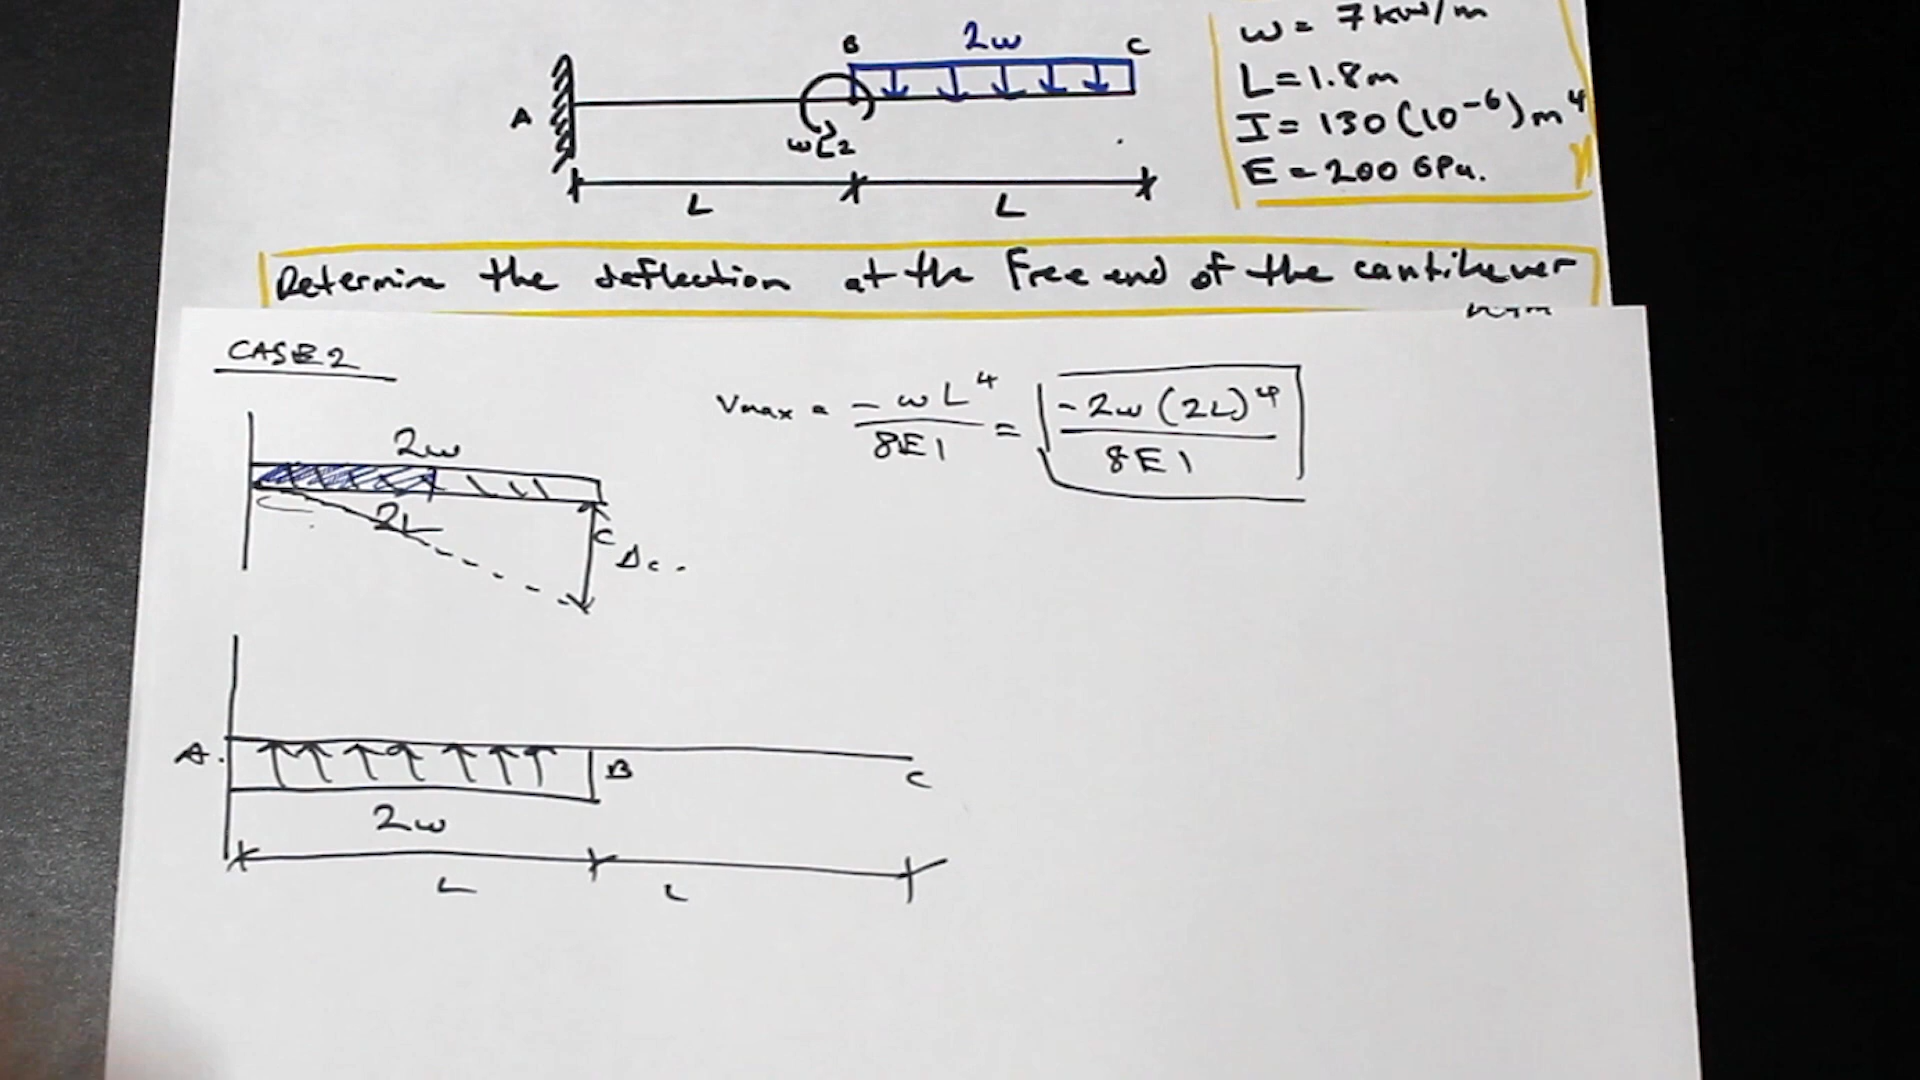 w = 7 kN/m
B 2w C
L = 1.8 m
A
I = 130 (10⁻⁶) m⁴
wL2
E = 200 GPa.
L L
Determine the deflection at the free end of the cantilever
CASE 2
Vmax = -wL⁴/8EI = -2w(2L)⁴/8EI
2w
2L
C
Δc.
A. B C
2w
L L